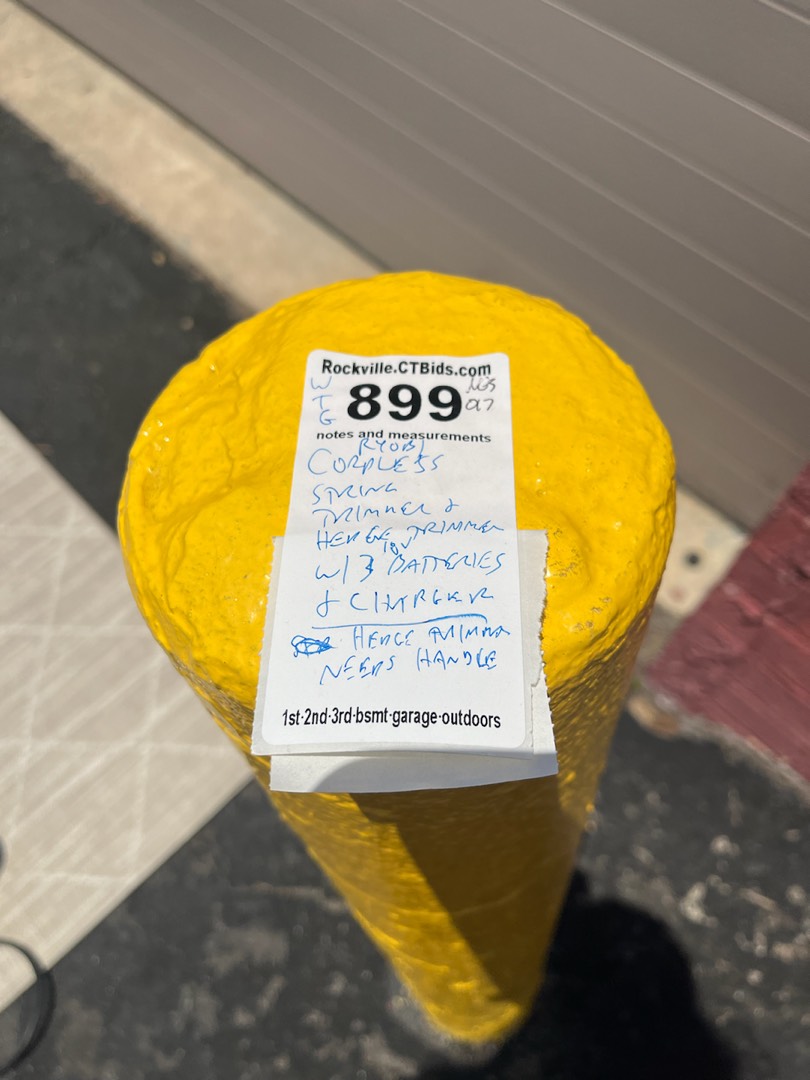 Rockville.CTBids.com
W
T
G
899
notes and measurements
RYOBI
CORDLESS
STRING
TRIMMER &
HEDGE TRIMMER
W/ 3 BATTERIES
& CHARGER
HEDGE TRIMMER
NEEDS HANDLE
1st·2nd·3rd·bsmt·garage·outdoors